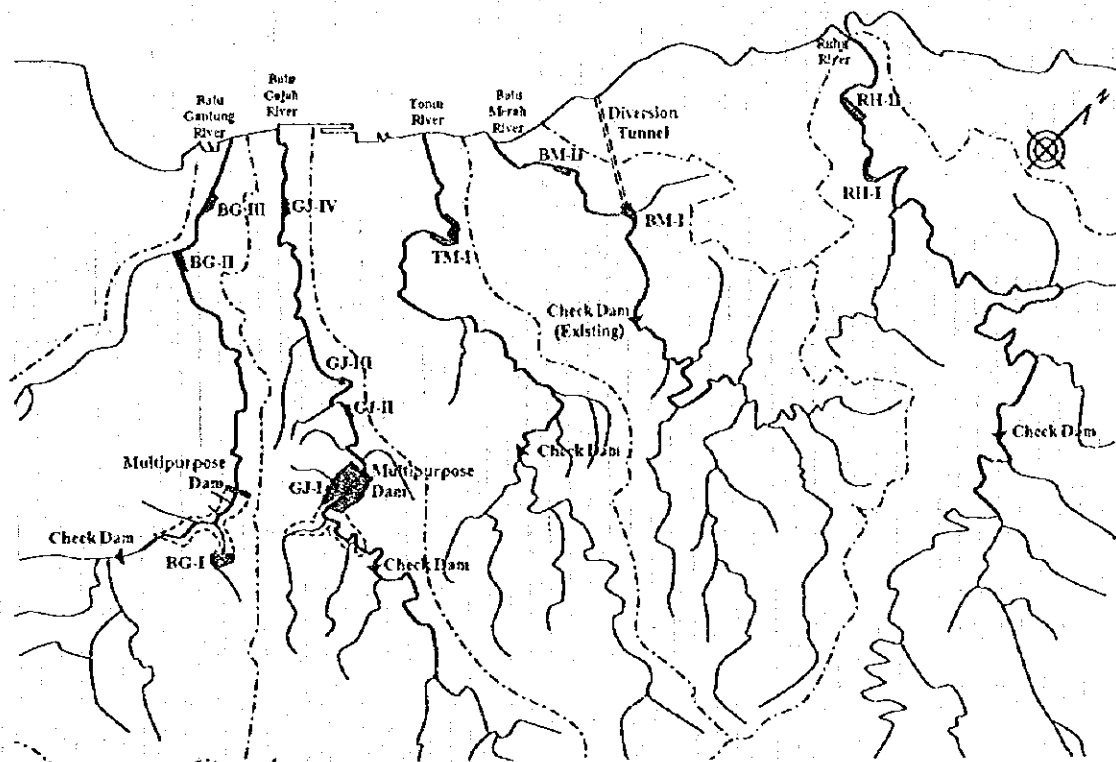 Batu
Gantung
River
Batu
Gajah
River
Tomu
River
Batu
Merah
River
Diversion
Tunnel
Ruhu
River
N
RH-II
RH-I
BM-II
BM-I
BG-III
GJ-IV
BG-II
TM-I
Check Dam
(Existing)
GJ-III
GJ-II
Check Dam
Check Dam
Multipurpose
Dam
GJ-I
Multipurpose
Dam
Check Dam
BG-I
Check Dam